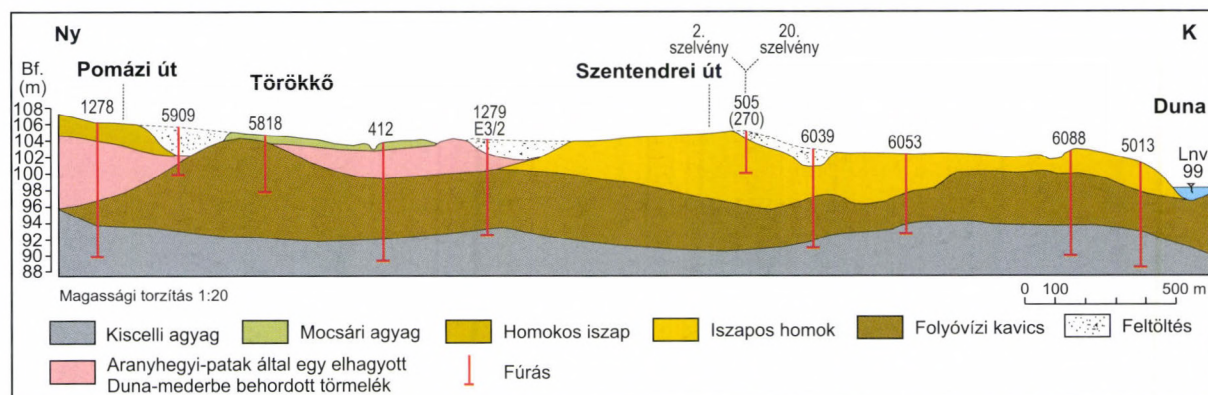 Ny
K
2. szelvény
20. szelvény
Bf. (m)
Pomázi út
Törökkő
Szentendrei út
Duna
108
106
104
102
100
98
96
94
92
90
88
1278
5909
5818
412
1279
E3/2
505
(270)
6039
6053
6088
5013
Lnv
99
Magassági torzítás 1:20
0 100 500 m
Kiscelli agyag
Mocsári agyag
Homokos iszap
Iszapos homok
Folyóvízi kavics
Feltöltés
Aranyhegyi-patak által egy elhagyott
Duna-mederbe behordott törmelék
Fúrás